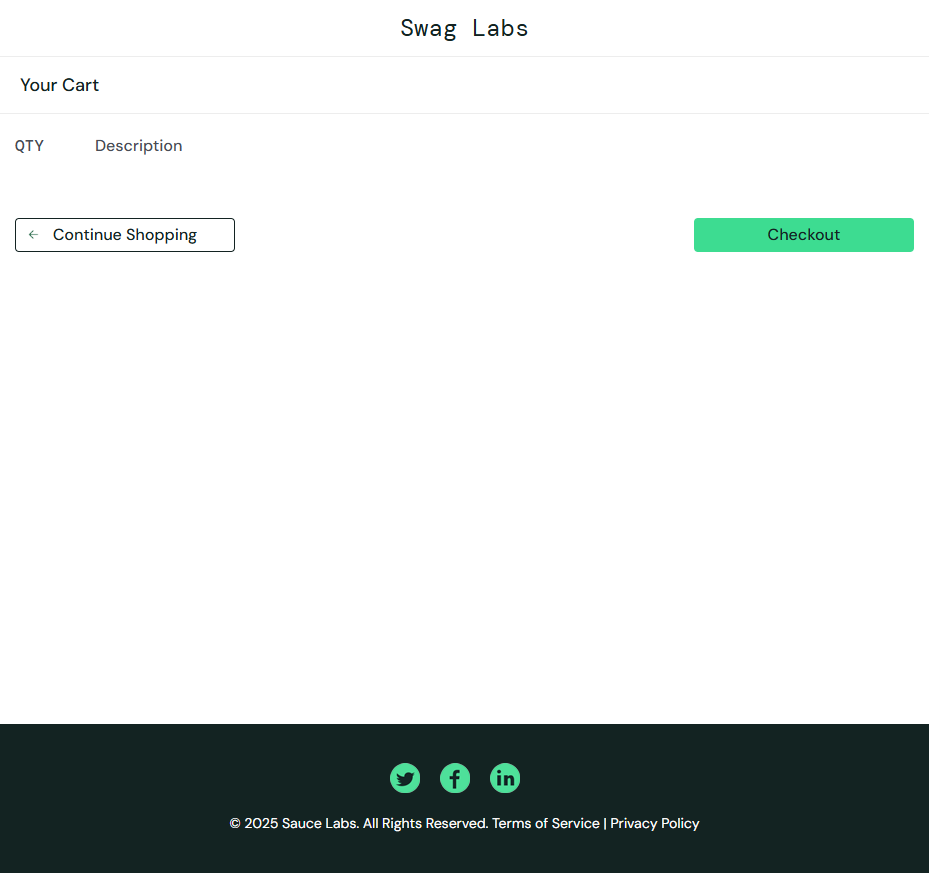 Swag Labs
Your Cart
QTY Description
Continue Shopping Checkout
© 2025 Sauce Labs. All Rights Reserved. Terms of Service | Privacy Policy